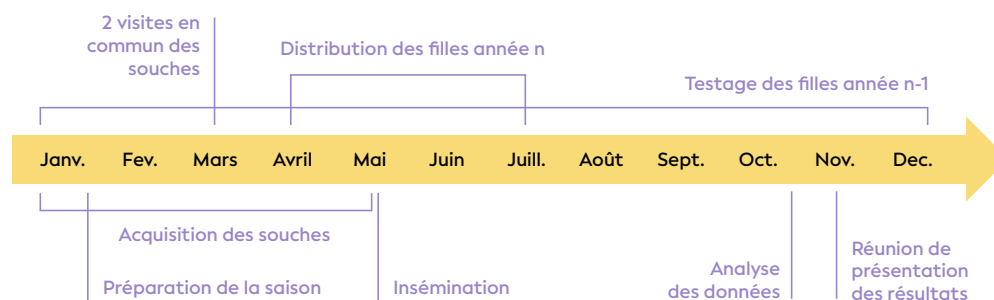 2 visites en
commun des
souches
Distribution des filles année n
Testage des filles année n-1
Janv. Fev. Mars Avril Mai Juin Juill. Août Sept. Oct. Nov. Dec.
Acquisition des souches
Préparation de la saison
Insémination
Analyse
des données
Réunion de
présentation
des résultats